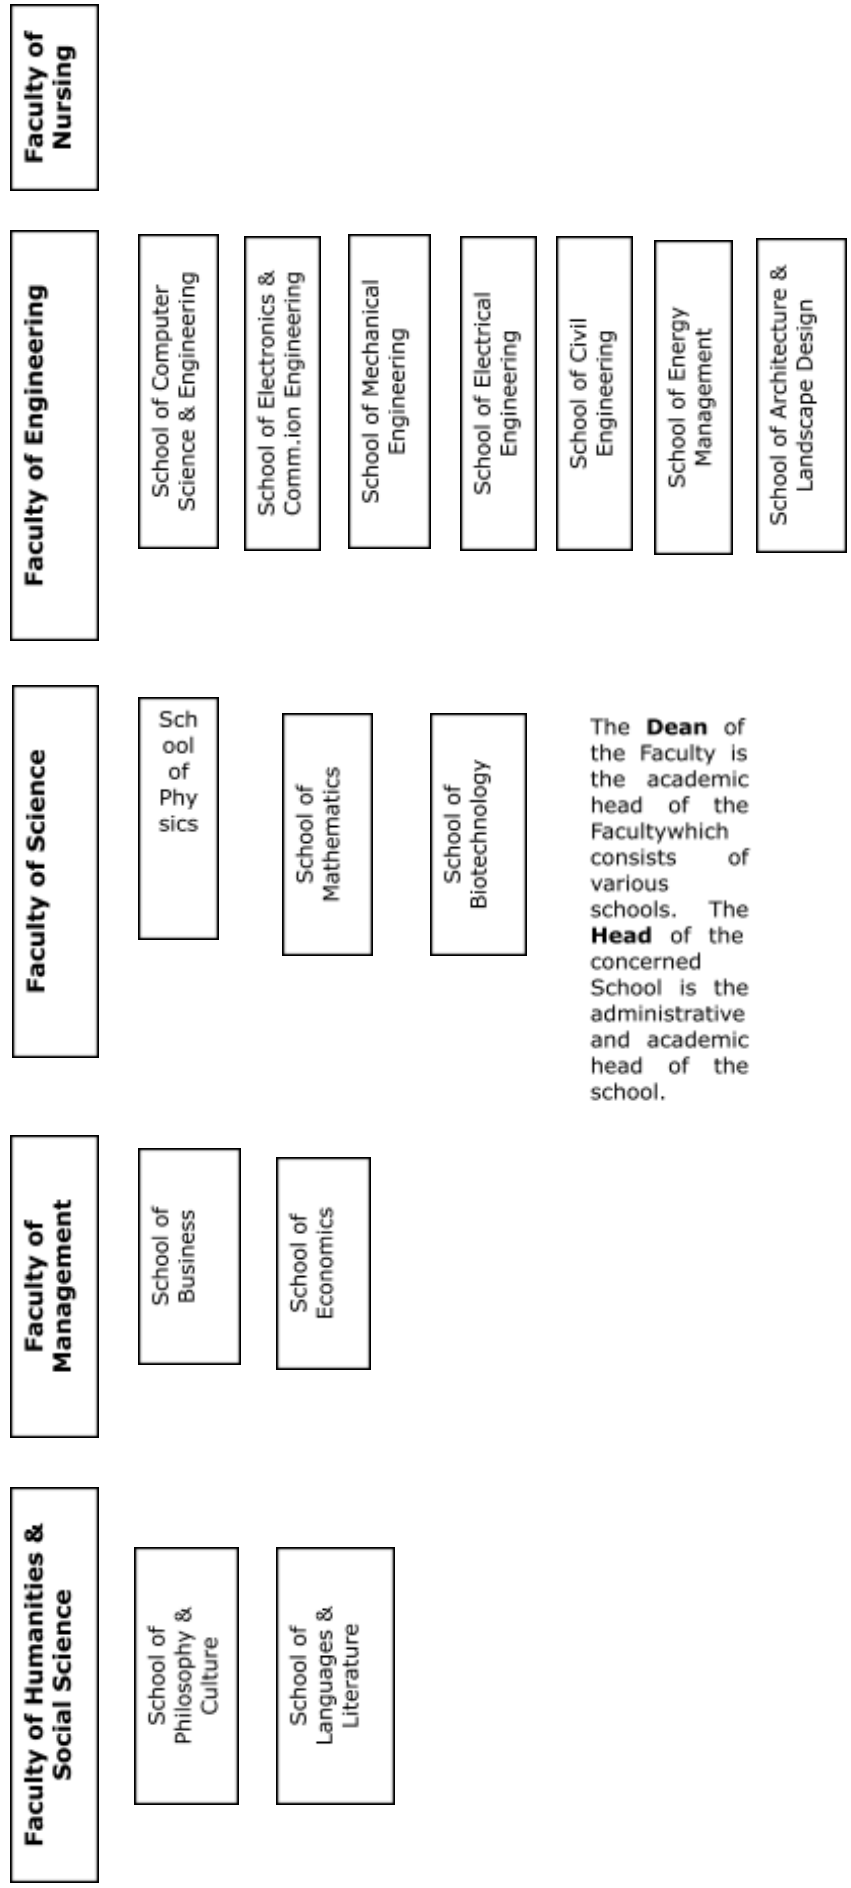 Faculty of
Nursing
Faculty of Engineering
School of Computer
Science & Engineering
School of Electronics &
Comm.ion Engineering
School of Mechanical
Engineering
School of Electrical
Engineering
School of Civil
Engineering
School of Energy
Management
School of Architecture &
Landscape Design
Faculty of Science
Sch
ool
of
Phy
sics
School of
Mathematics
School of
Biotechnology
The Dean of
the Faculty is
the academic
head of the
Facultywhich
consists of
various
schools. The
Head of the
concerned
School is the
administrative
and academic
head of the
school.
Faculty of
Management
School of
Business
School of
Economics
Faculty of Humanities &
Social Science
School of
Philosophy &
Culture
School of
Languages &
Literature